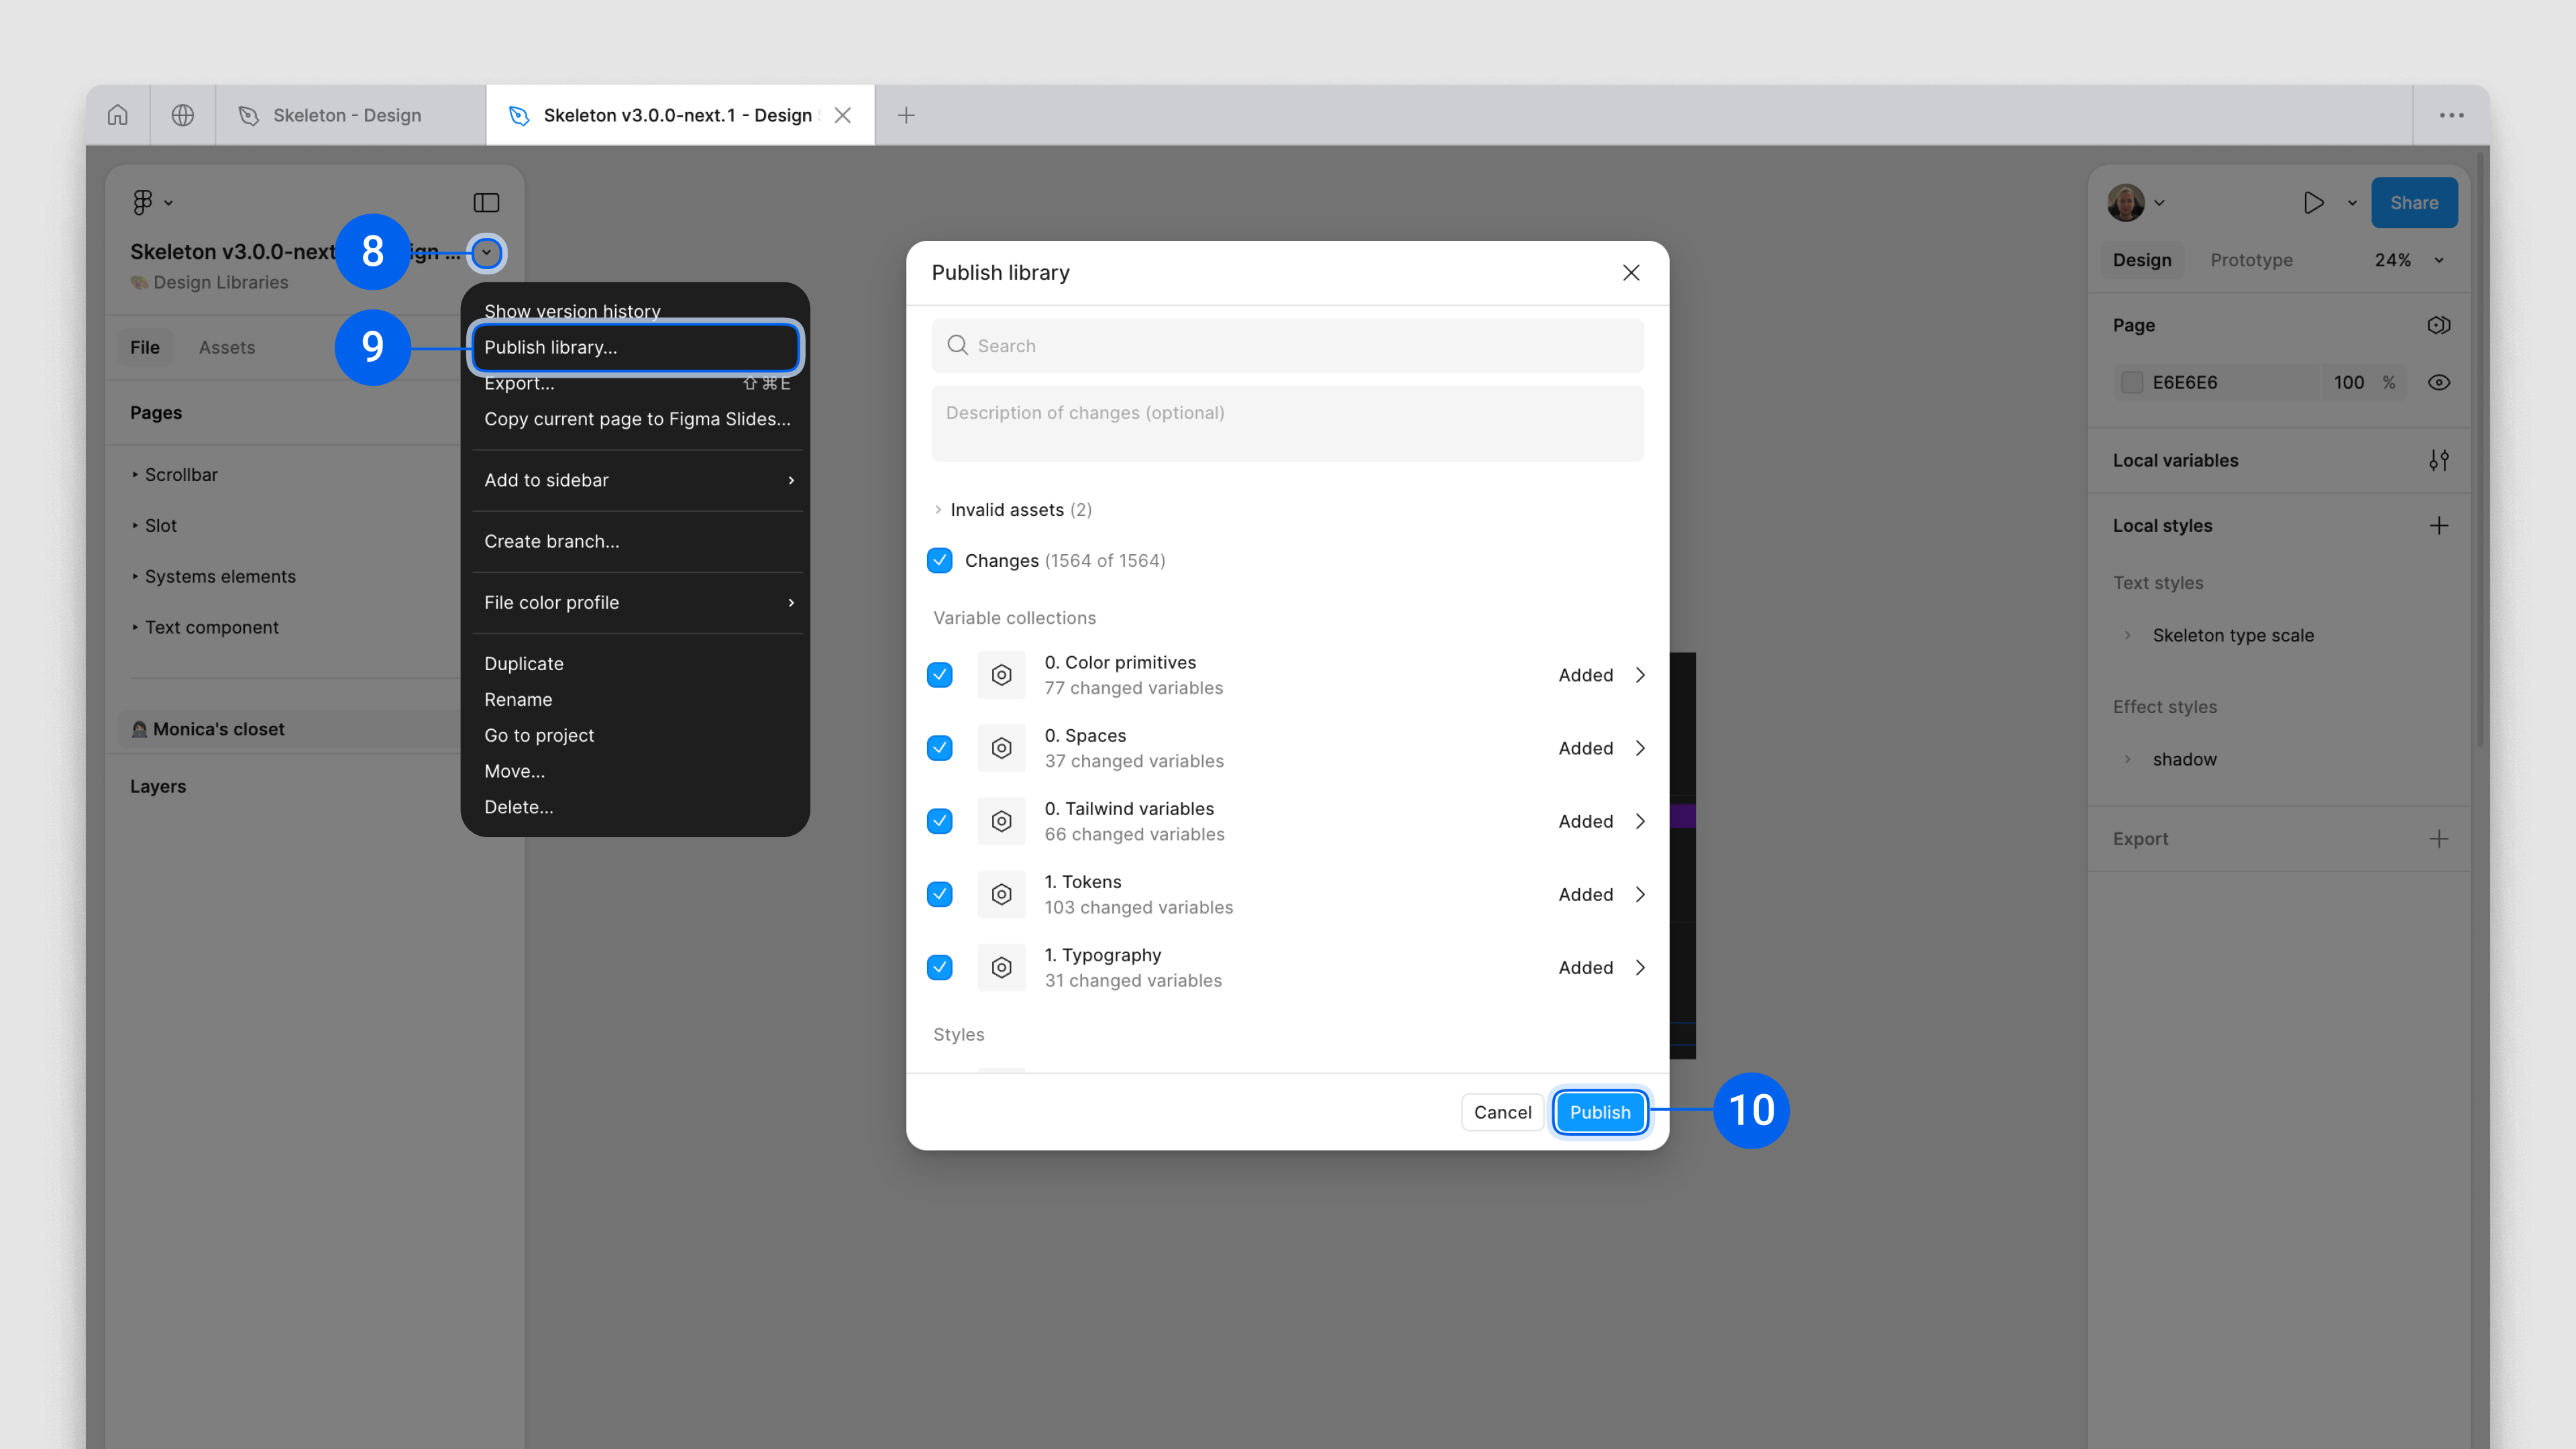 Skeleton - Design
Skeleton v3.0.0-next.1 - Design
Skeleton v3.0.0-next ign ...
Design Libraries
8
9
File Assets
Pages
Scrollbar
Slot
Systems elements
Text component
Monica's closet
Layers
Show version history
Publish library...
Export... ⇧⌘E
Copy current page to Figma Slides...
Add to sidebar
Create branch...
File color profile
Duplicate
Rename
Go to project
Move...
Delete...
Publish library
Search
Description of changes (optional)
Invalid assets (2)
Changes (1564 of 1564)
Variable collections
0. Color primitives
77 changed variables
Added
0. Spaces
37 changed variables
Added
0. Tailwind variables
66 changed variables
Added
1. Tokens
103 changed variables
Added
1. Typography
31 changed variables
Added
Styles
Cancel Publish
10
Share
Design Prototype 24%
Page
E6E6E6 100 %
Local variables
Local styles
Text styles
Skeleton type scale
Effect styles
shadow
Export